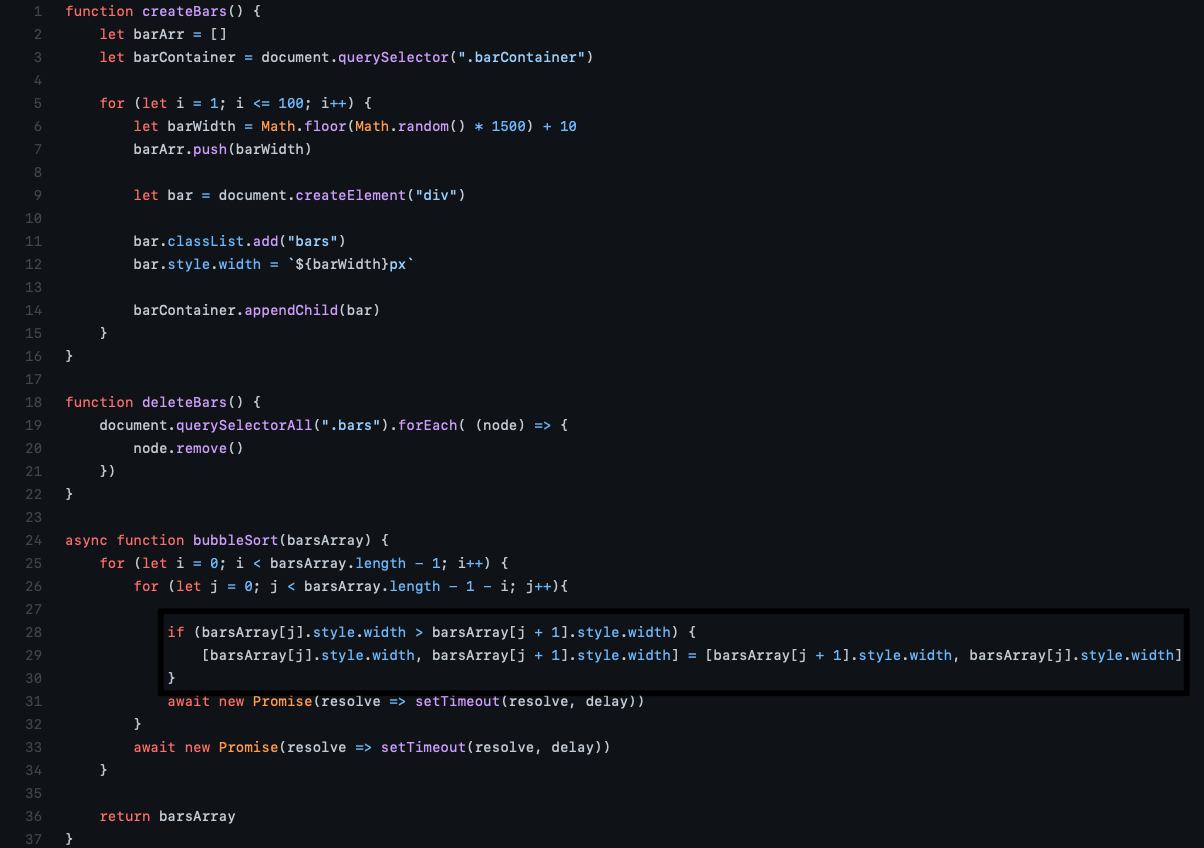 1 function createBars() {
2 let barArr = []
3 let barContainer = document.querySelector(".barContainer")
4
5 for (let i = 1; i <= 100; i++) {
6 let barWidth = Math.floor(Math.random() * 1500) + 10
7 barArr.push(barWidth)
8
9 let bar = document.createElement("div")
10
11 bar.classList.add("bars")
12 bar.style.width = `${barWidth}px`
13
14 barContainer.appendChild(bar)
15 }
16 }
17
18 function deleteBars() {
19 document.querySelectorAll(".bars").forEach( (node) => {
20 node.remove()
21 })
22 }
23
24 async function bubbleSort(barsArray) {
25 for (let i = 0; i < barsArray.length - 1; i++) {
26 for (let j = 0; j < barsArray.length - 1 - i; j++){
27
28 if (barsArray[j].style.width > barsArray[j + 1].style.width) {
29 [barsArray[j].style.width, barsArray[j + 1].style.width] = [barsArray[j + 1].style.width, barsArray[j].style.width]
30 }
31 await new Promise(resolve => setTimeout(resolve, delay))
32 }
33 await new Promise(resolve => setTimeout(resolve, delay))
34 }
35
36 return barsArray
37 }